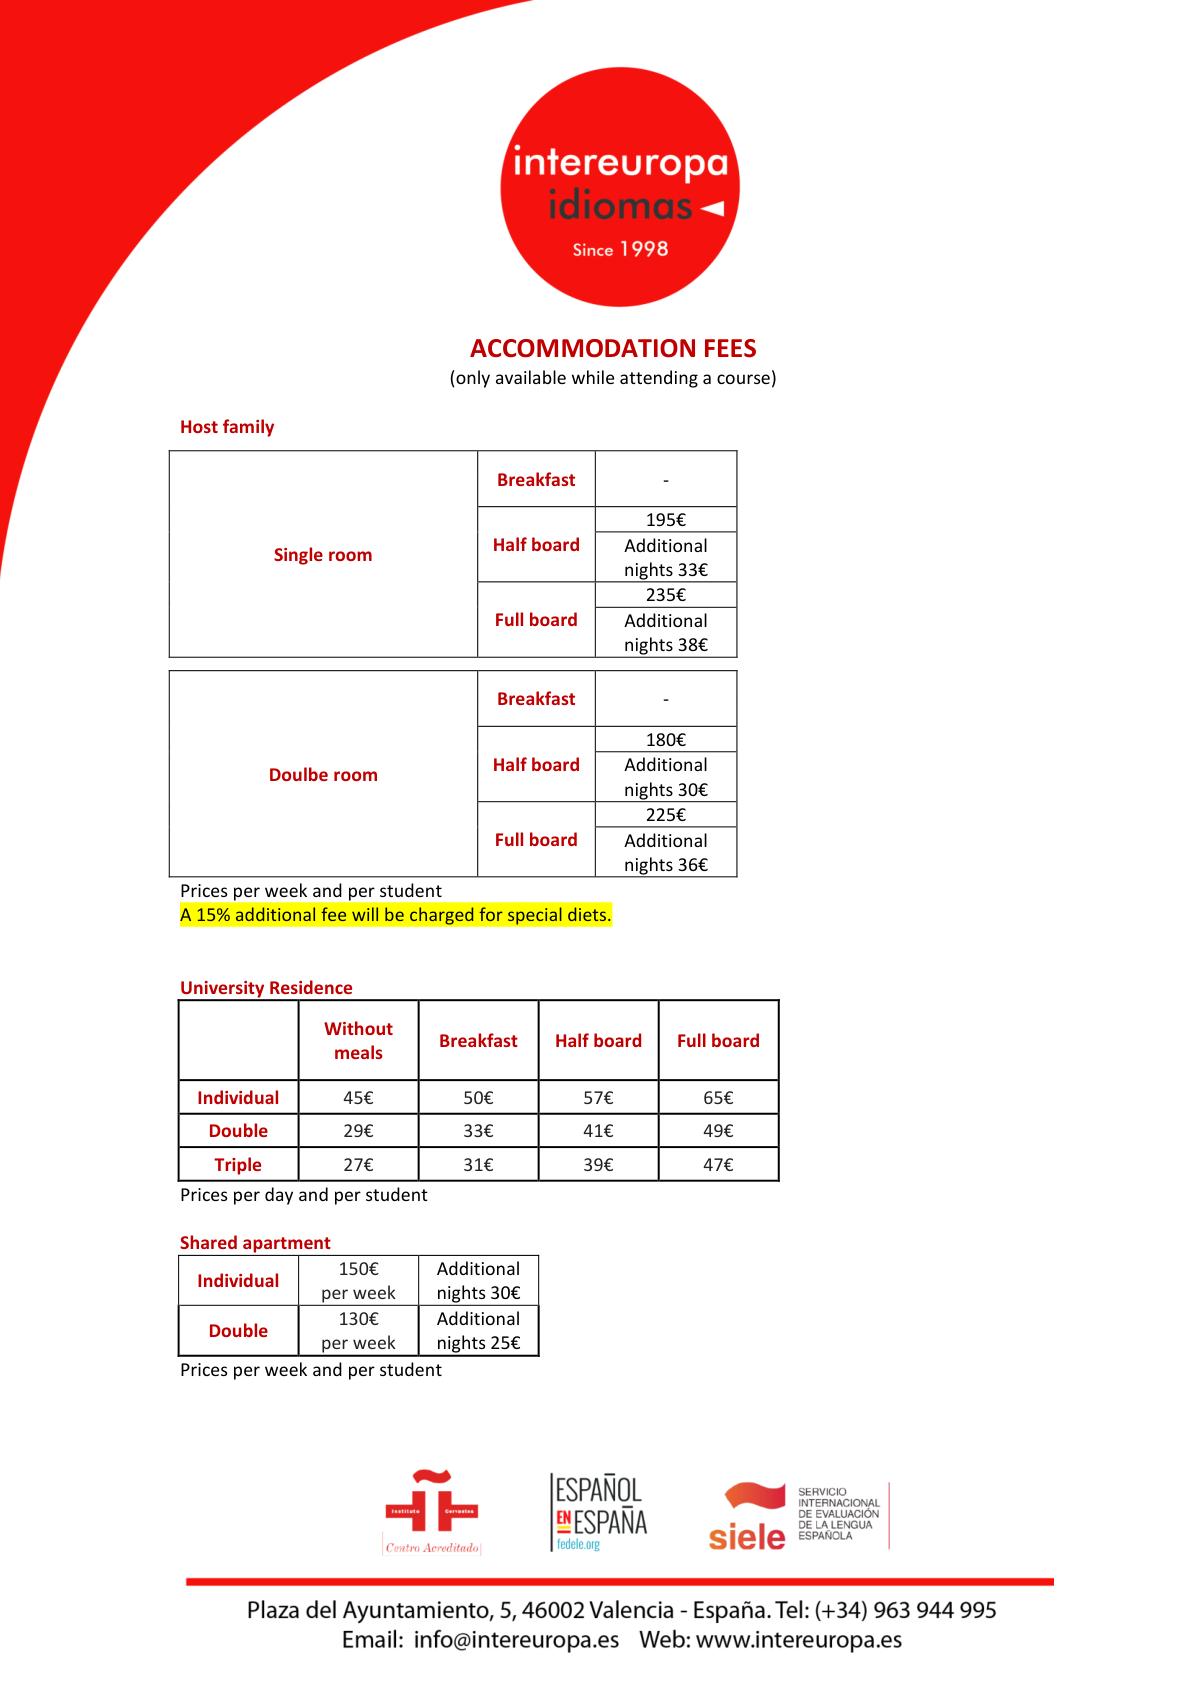 intereuropa
idiomas
Since 1998
ACCOMMODATION FEES
(only available while attending a course)
Host family
Single room
Breakfast
-
Half board
195€
Additional
nights 33€
Full board
235€
Additional
nights 38€
Doulbe room
Breakfast
-
Half board
180€
Additional
nights 30€
Full board
225€
Additional
nights 36€
Prices per week and per student
A 15% additional fee will be charged for special diets.
University Residence
Without
meals
Breakfast
Half board
Full board
Individual 45€ 50€ 57€ 65€
Double 29€ 33€ 41€ 49€
Triple 27€ 31€ 39€ 47€
Prices per day and per student
Shared apartment
Individual
150€
per week
Additional
nights 30€
Double
130€
per week
Additional
nights 25€
Prices per week and per student
Instituto Cervantes
Centro Acreditado
ESPAÑOL
EN ESPAÑA
fedele.org
siele
SERVICIO
INTERNACIONAL
DE EVALUACIÓN
DE LA LENGUA
ESPAÑOLA
Plaza del Ayuntamiento, 5, 46002 Valencia - España. Tel: (+34) 963 944 995
Email: info@intereuropa.es Web: www.intereuropa.es